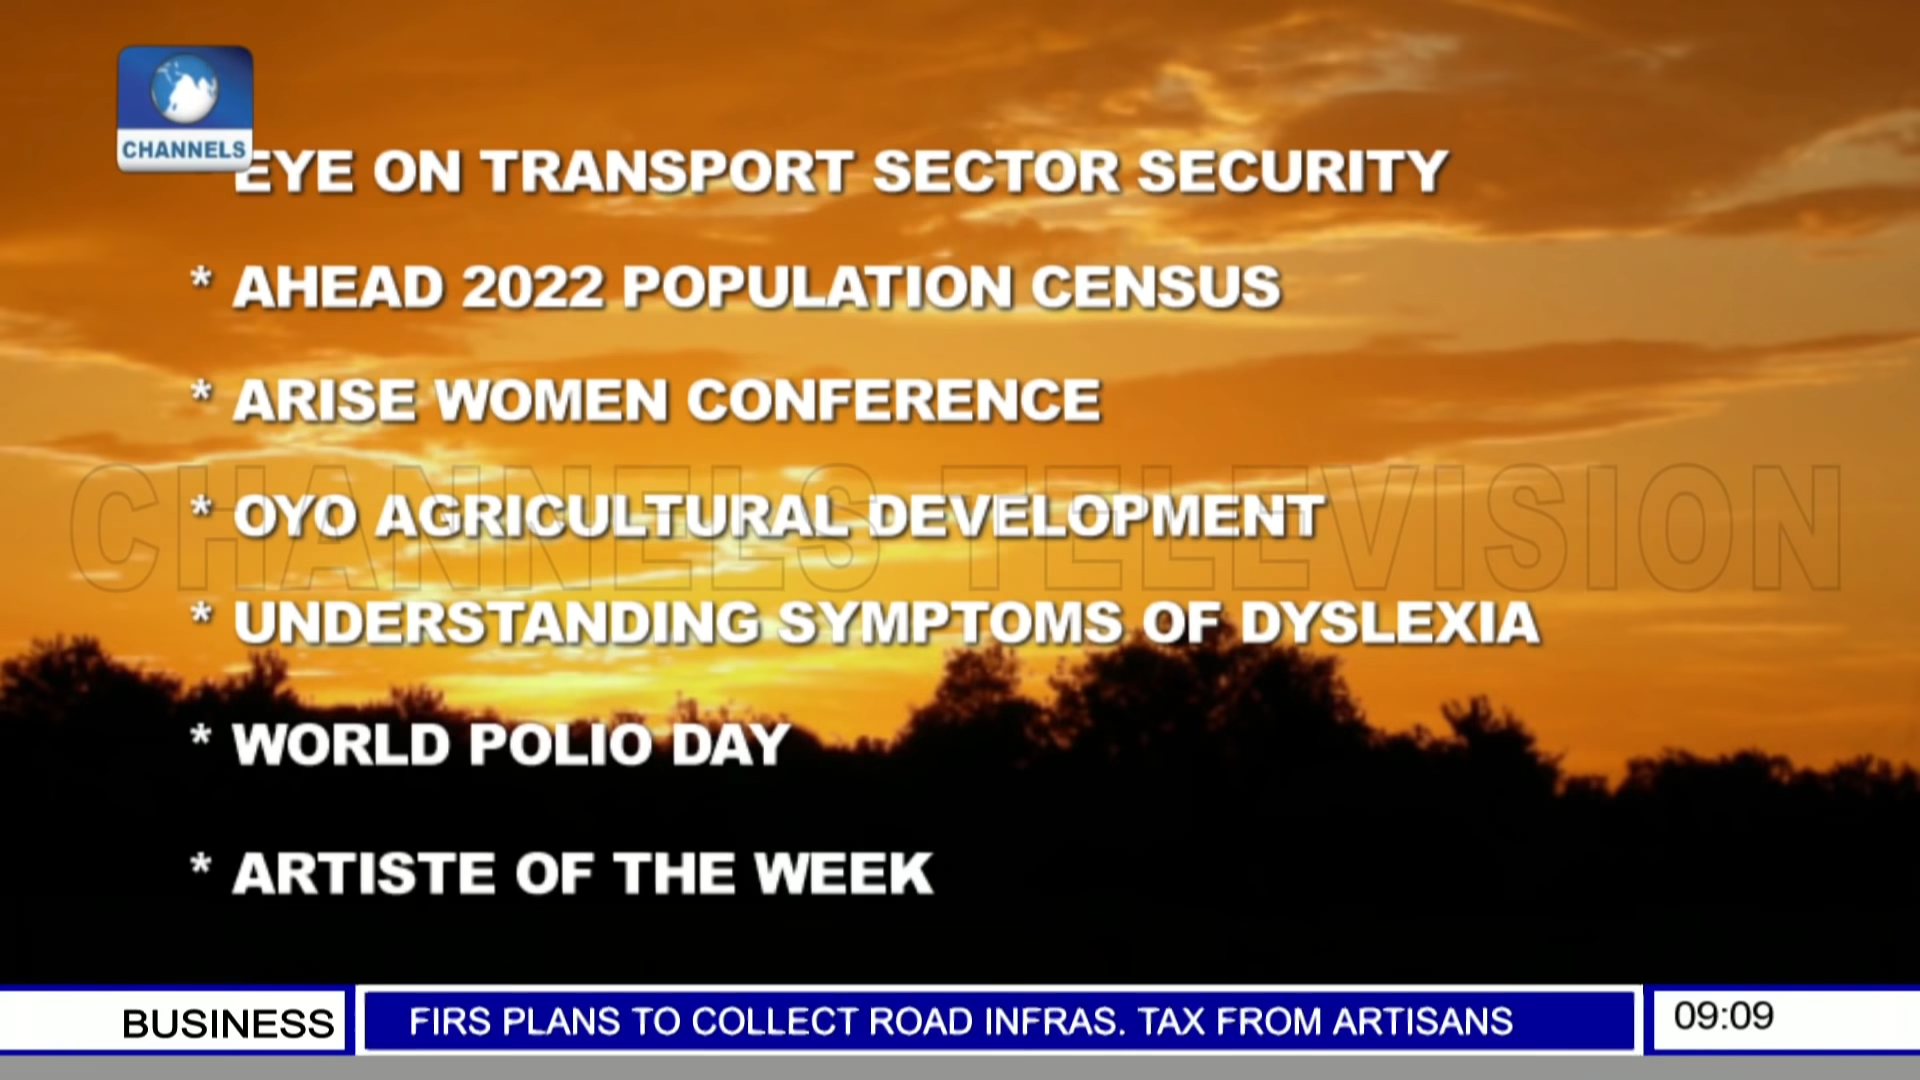 CHANNELS
EYE ON TRANSPORT SECTOR SECURITY
* AHEAD 2022 POPULATION CENSUS
* ARISE WOMEN CONFERENCE
CHANNELS TELEVISION
* OYO AGRICULTURAL DEVELOPMENT
* UNDERSTANDING SYMPTOMS OF DYSLEXIA
* WORLD POLIO DAY
* ARTISTE OF THE WEEK
BUSINESS
FIRS PLANS TO COLLECT ROAD INFRAS. TAX FROM ARTISANS
09:09